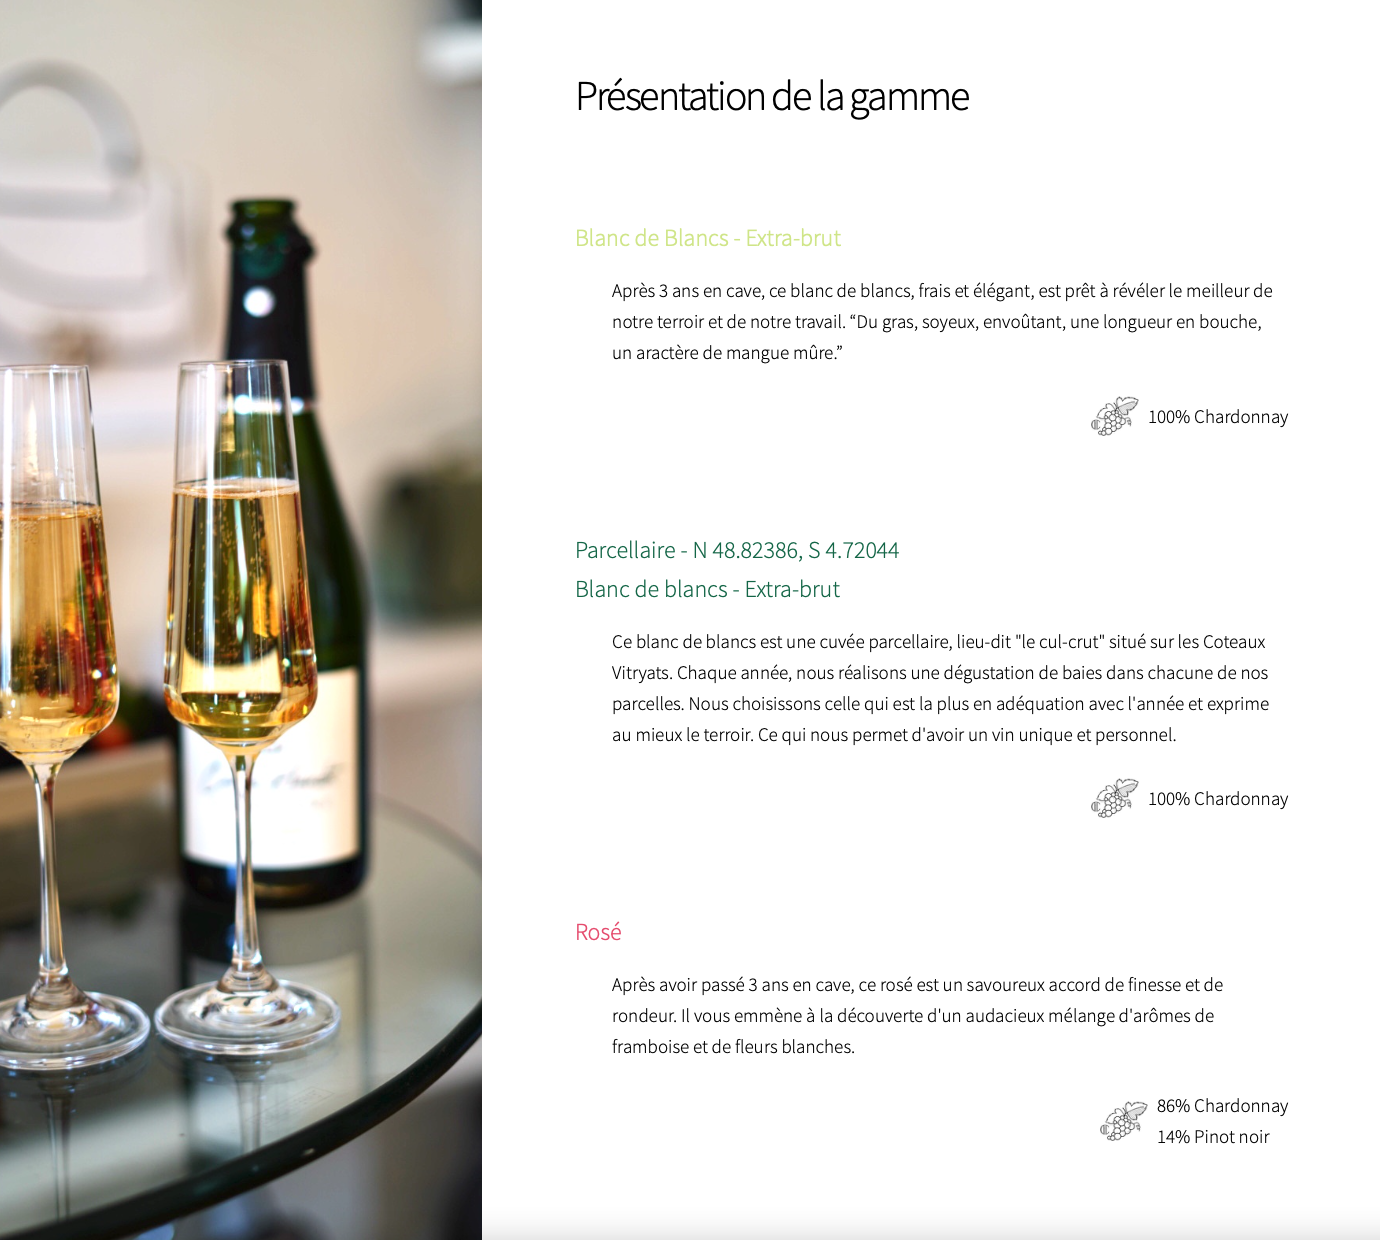 Présentation de la gamme
Blanc de Blancs - Extra-brut
Après 3 ans en cave, ce blanc de blancs, frais et élégant, est prêt à révéler le meilleur de
notre terroir et de notre travail. “Du gras, soyeux, envoûtant, une longueur en bouche,
un aractère de mangue mûre.”
100% Chardonnay
Parcellaire - N 48.82386, S 4.72044
Blanc de blancs - Extra-brut
Ce blanc de blancs est une cuvée parcellaire, lieu-dit "le cul-crut" situé sur les Coteaux
Vitryats. Chaque année, nous réalisons une dégustation de baies dans chacune de nos
parcelles. Nous choisissons celle qui est la plus en adéquation avec l'année et exprime
au mieux le terroir. Ce qui nous permet d'avoir un vin unique et personnel.
100% Chardonnay
Rosé
Après avoir passé 3 ans en cave, ce rosé est un savoureux accord de finesse et de
rondeur. Il vous emmène à la découverte d'un audacieux mélange d'arômes de
framboise et de fleurs blanches.
86% Chardonnay
14% Pinot noir